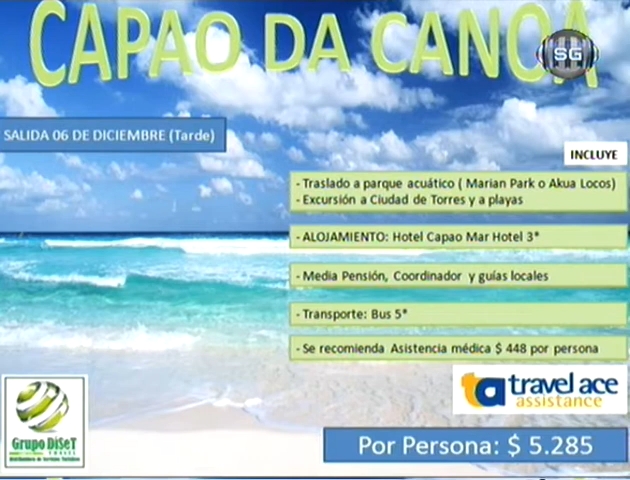 CAPAO DA CANOA
SG
SALIDA 06 DE DICIEMBRE (Tarde)
INCLUYE
- Traslado a parque acuático ( Marian Park o Akua Locos)
- Excursión a Ciudad de Torres y a playas
- ALOJAMIENTO: Hotel Capao Mar Hotel 3*
- Media Pensión, Coordinador y guías locales
- Transporte: Bus 5*
- Se recomienda Asistencia médica $ 448 por persona
ta travel ace
assistance
Grupo DiSeT
Por Persona: $ 5.285